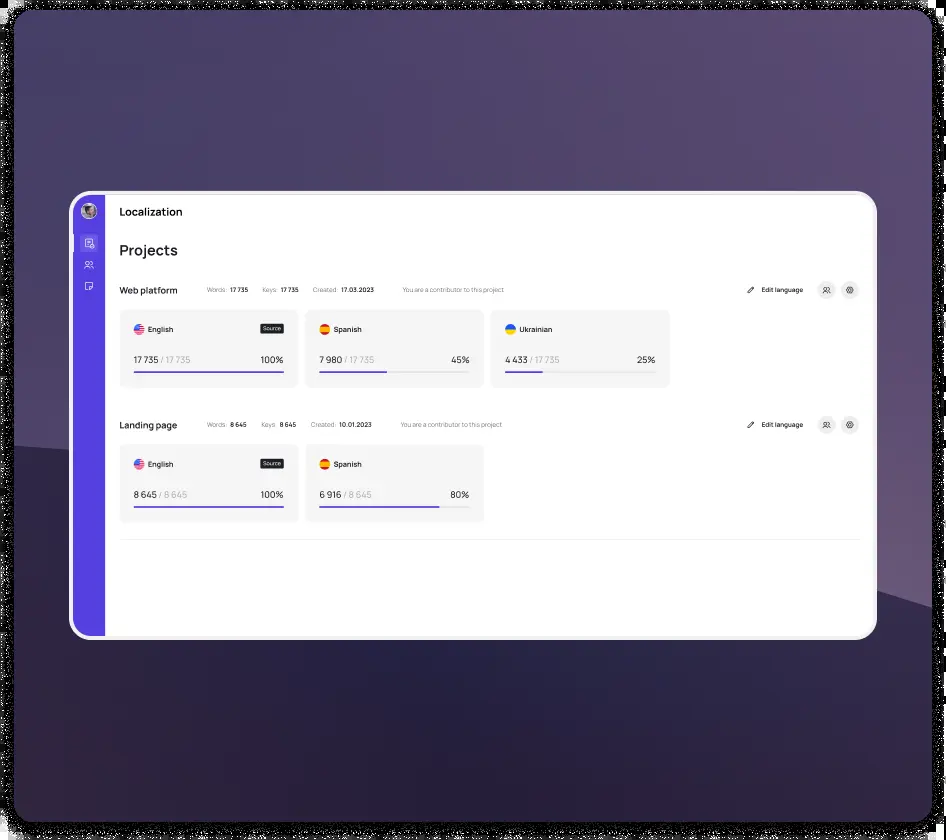 Localization
Projects
Web platform Words: 17 735 Keys: 17 735 Created: 17.03.2023 You are a contributor to this project Edit language
English Source Spanish Ukrainian
17 735 / 17 735 100% 7 980 / 17 735 45% 4 433 / 17 735 25%
Landing page Words: 8 645 Keys: 8 645 Created: 10.01.2023 You are a contributor to this project Edit language
English Source Spanish
8 645 / 8 645 100% 6 916 / 8 645 80%